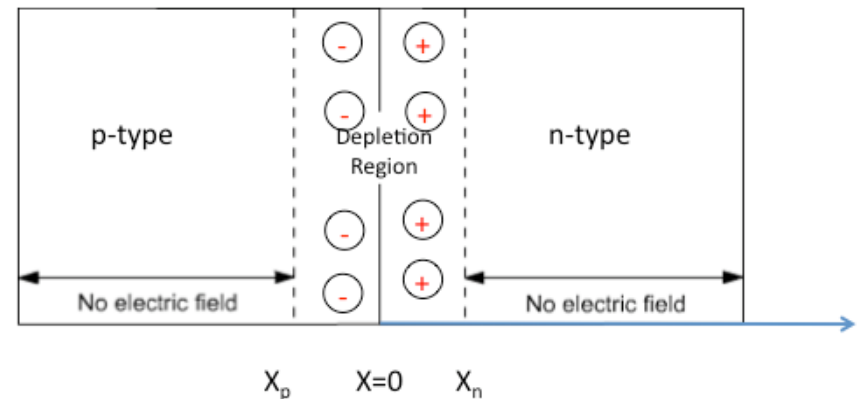 - +
- +
p-type Depletion n-type
Region
- +
- +
No electric field No electric field
Xp X=0 Xn